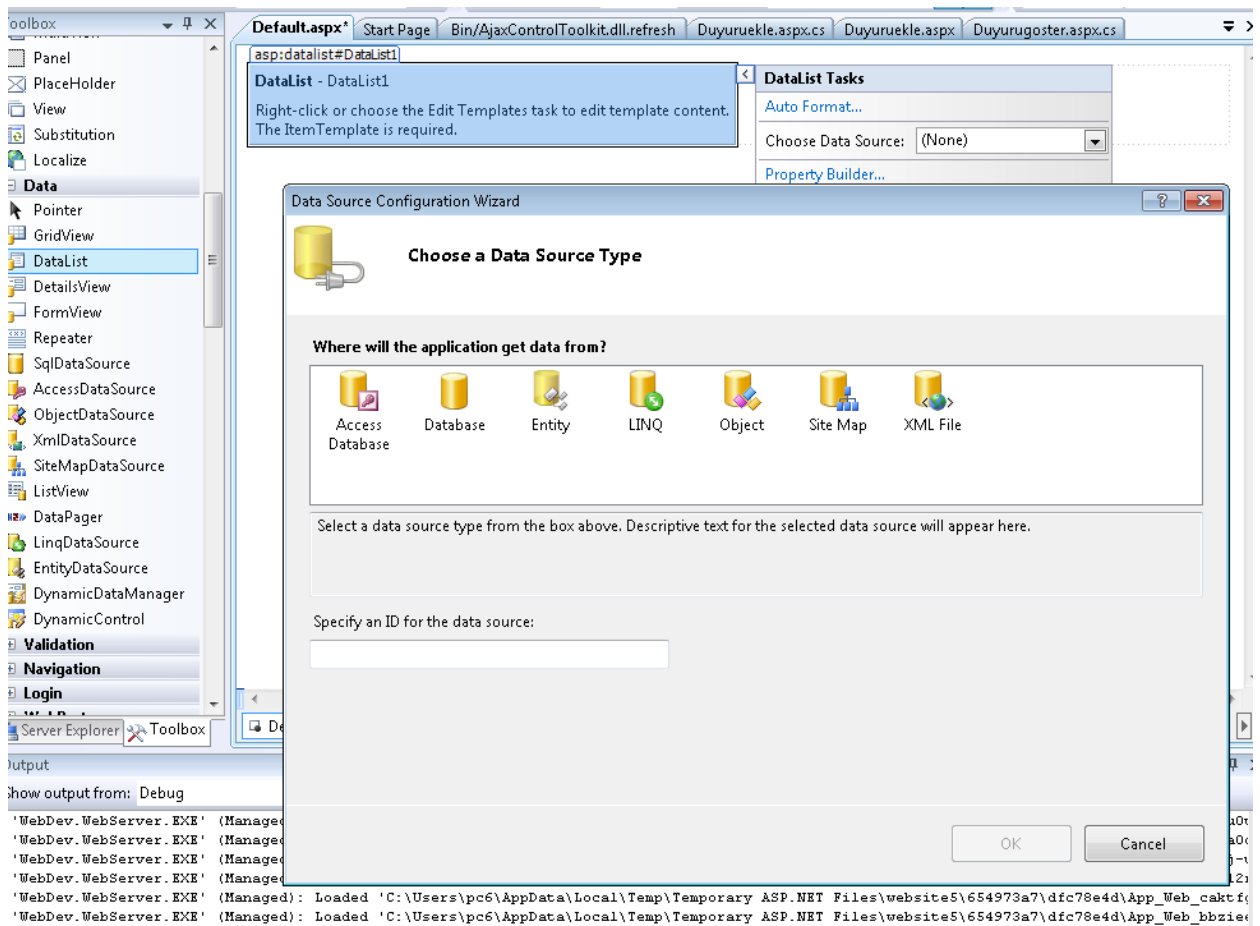 Toolbox
Default.aspx*
Start Page
Bin/AjaxControlToolkit.dll.refresh
Duyuruekle.aspx.cs
Duyuruekle.aspx
Duyurugoster.aspx.cs
Panel
PlaceHolder
View
Substitution
Localize
Data
Pointer
GridView
DataList
DetailsView
FormView
Repeater
SqlDataSource
AccessDataSource
ObjectDataSource
XmlDataSource
SiteMapDataSource
ListView
DataPager
LinqDataSource
EntityDataSource
DynamicDataManager
DynamicControl
Validation
Navigation
Login
Server Explorer
Toolbox
asp:datalist#DataList1
DataList - DataList1
Right-click or choose the Edit Templates task to edit template content.
The ItemTemplate is required.
DataList Tasks
Auto Format...
Choose Data Source: (None)
Property Builder...
Data Source Configuration Wizard
Choose a Data Source Type
Where will the application get data from?
Access
Database
Database
Entity
LINQ
Object
Site Map
XML File
Select a data source type from the box above. Descriptive text for the selected data source will appear here.
Specify an ID for the data source:
OK
Cancel
Output
Show output from: Debug
'WebDev.WebServer.EXE' (Managed
'WebDev.WebServer.EXE' (Managed
'WebDev.WebServer.EXE' (Managed
'WebDev.WebServer.EXE' (Managed
'WebDev.WebServer.EXE' (Managed): Loaded 'C:\Users\pc6\AppData\Local\Temp\Temporary ASP.NET Files\website5\654973a7\dfc78e4d\App_Web_caktf
'WebDev.WebServer.EXE' (Managed): Loaded 'C:\Users\pc6\AppData\Local\Temp\Temporary ASP.NET Files\website5\654973a7\dfc78e4d\App_Web_bbzie